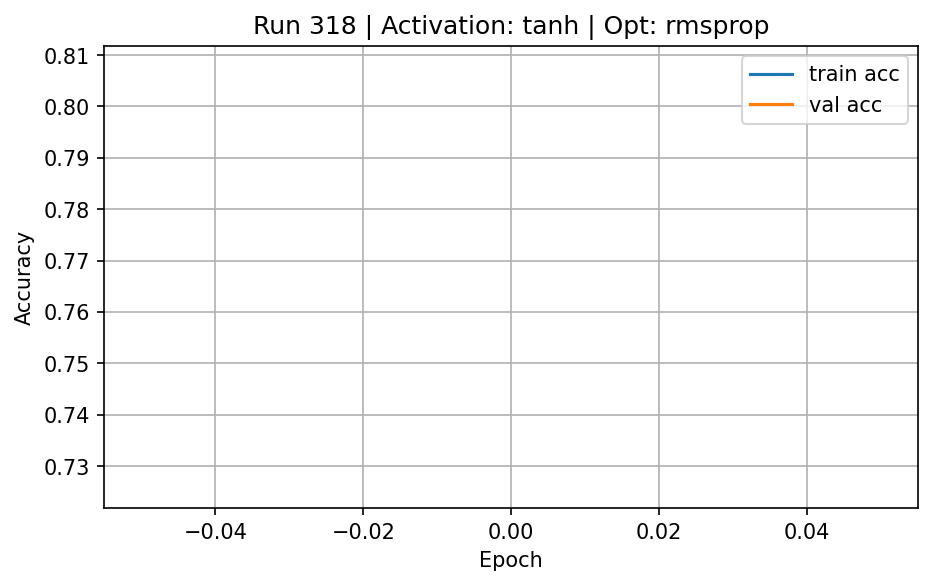 Run 318 | Activation: tanh | Opt: rmsprop
0.81
0.80
0.79
0.78
0.77
0.76
0.75
0.74
0.73
Accuracy
train acc
val acc
−0.04 −0.02 0.00 0.02 0.04
Epoch